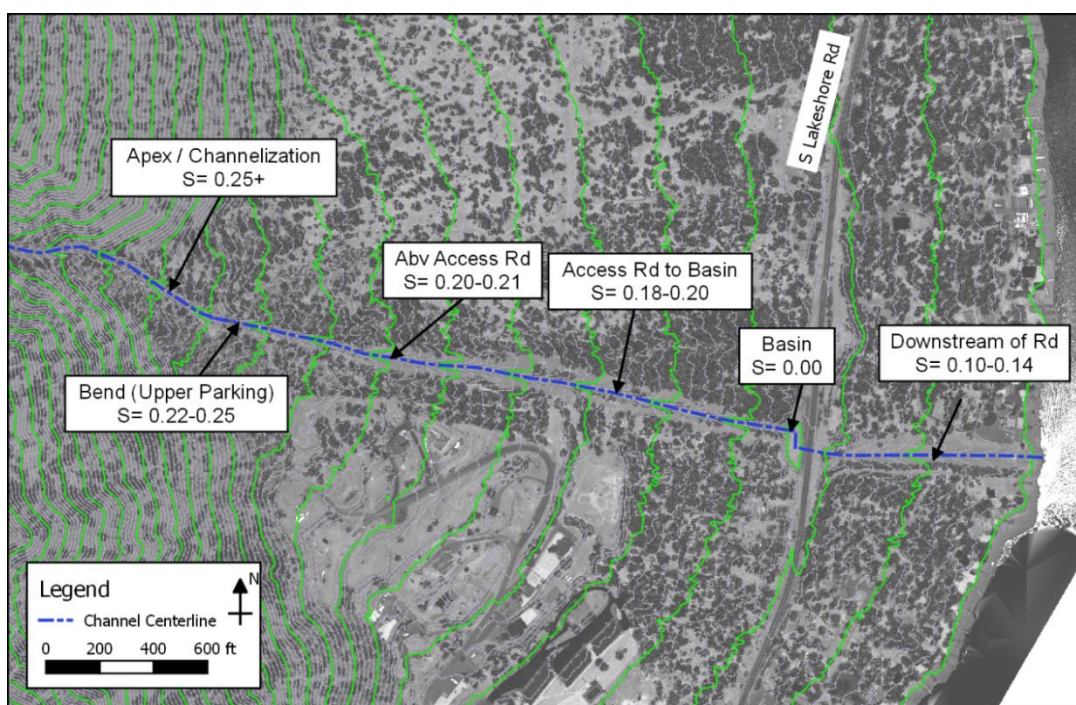 S Lakeshore Rd
Apex / Channelization
S= 0.25+
Abv Access Rd
S= 0.20-0.21
Access Rd to Basin
S= 0.18-0.20
Basin
S= 0.00
Downstream of Rd
S= 0.10-0.14
Bend (Upper Parking)
S= 0.22-0.25
Legend
N
Channel Centerline
0 200 400 600 ft